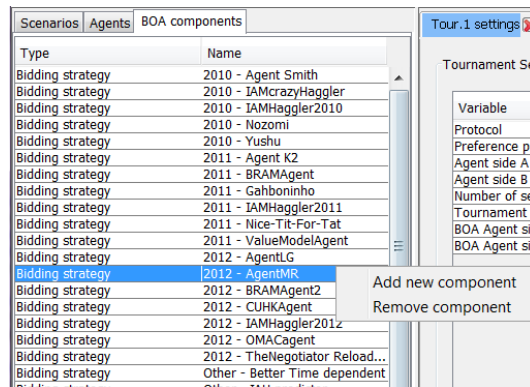 Scenarios Agents BOA components
Type Name
Bidding strategy 2010 - Agent Smith
Bidding strategy 2010 - IAMcrazyHaggler
Bidding strategy 2010 - IAMHaggler2010
Bidding strategy 2010 - Nozomi
Bidding strategy 2010 - Yushu
Bidding strategy 2011 - Agent K2
Bidding strategy 2011 - BRAMAgent
Bidding strategy 2011 - Gahboninho
Bidding strategy 2011 - IAMHaggler2011
Bidding strategy 2011 - Nice-Tit-For-Tat
Bidding strategy 2011 - ValueModelAgent
Bidding strategy 2012 - AgentLG
Bidding strategy 2012 - AgentMR
Bidding strategy 2012 - BRAMAgent2
Bidding strategy 2012 - CUHKAgent
Bidding strategy 2012 - IAMHaggler2012
Bidding strategy 2012 - OMACagent
Bidding strategy 2012 - TheNegotiator Reload...
Bidding strategy Other - Better Time dependent
Add new component
Remove component
Tour.1 settings
Tournament Se
Variable
Protocol
Preference p
Agent side A
Agent side B
Number of se
Tournament
BOA Agent si
BOA Agent si